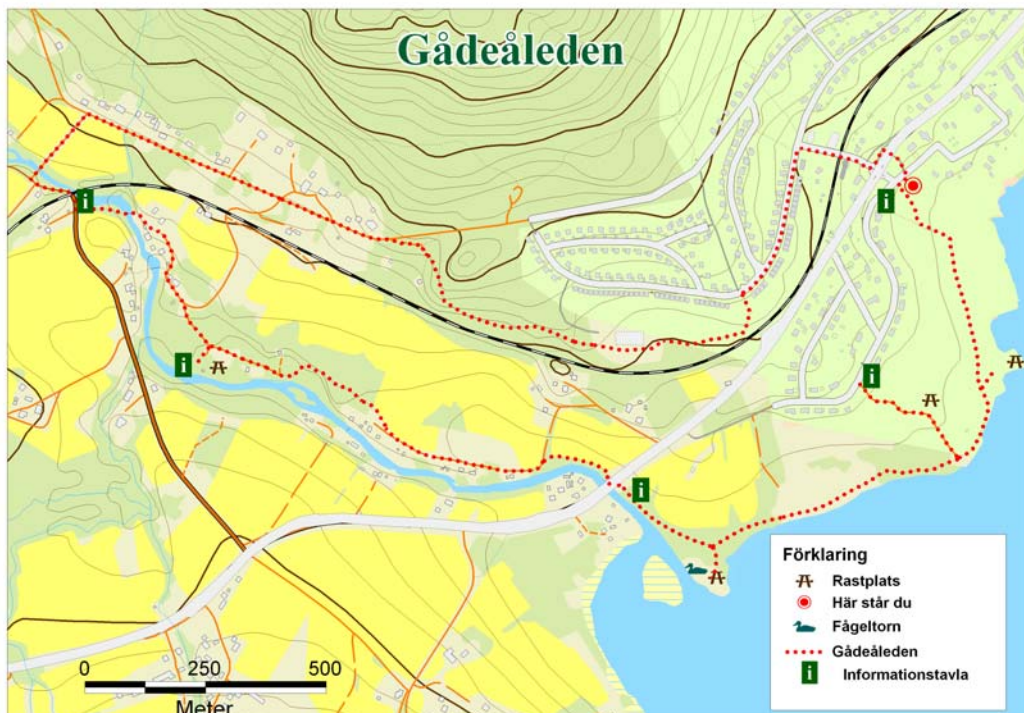 Gådeåleden
i
i
i
i
i
Förklaring
Rastplats
Här står du
Fågeltorn
Gådeåleden
i Informationstavla
0 250 500
Meter